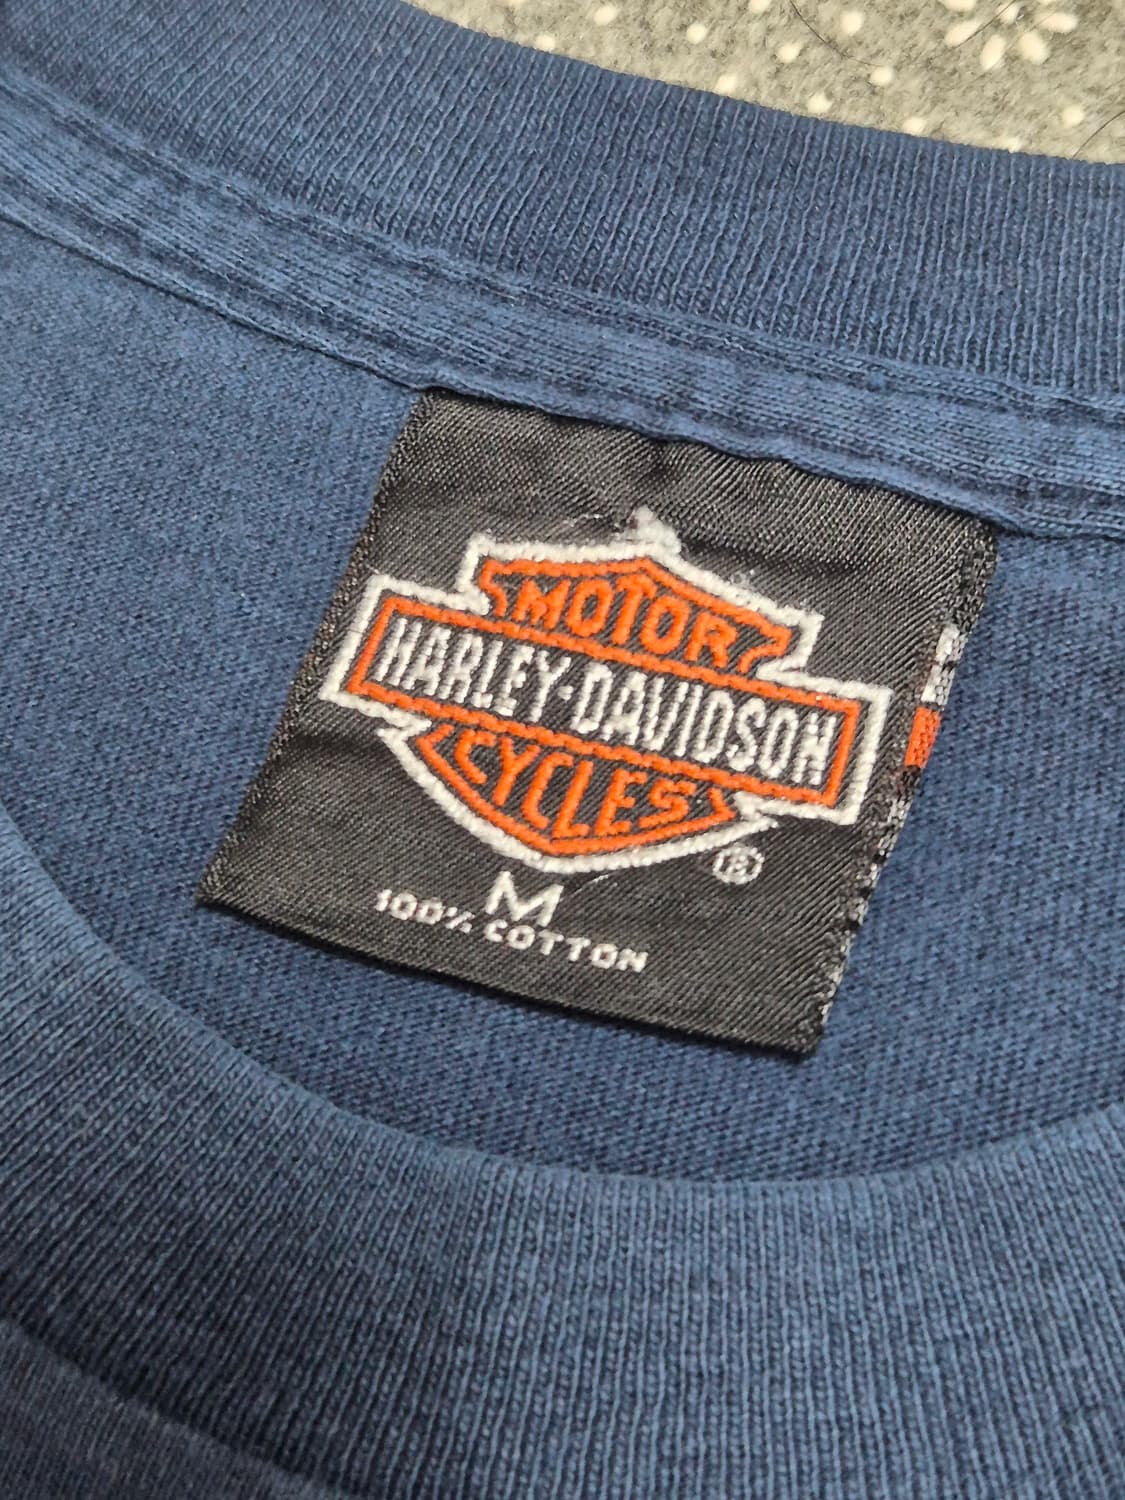 MOTOR
HARLEY-DAVIDSON
CYCLES
®
M
100% COTTON